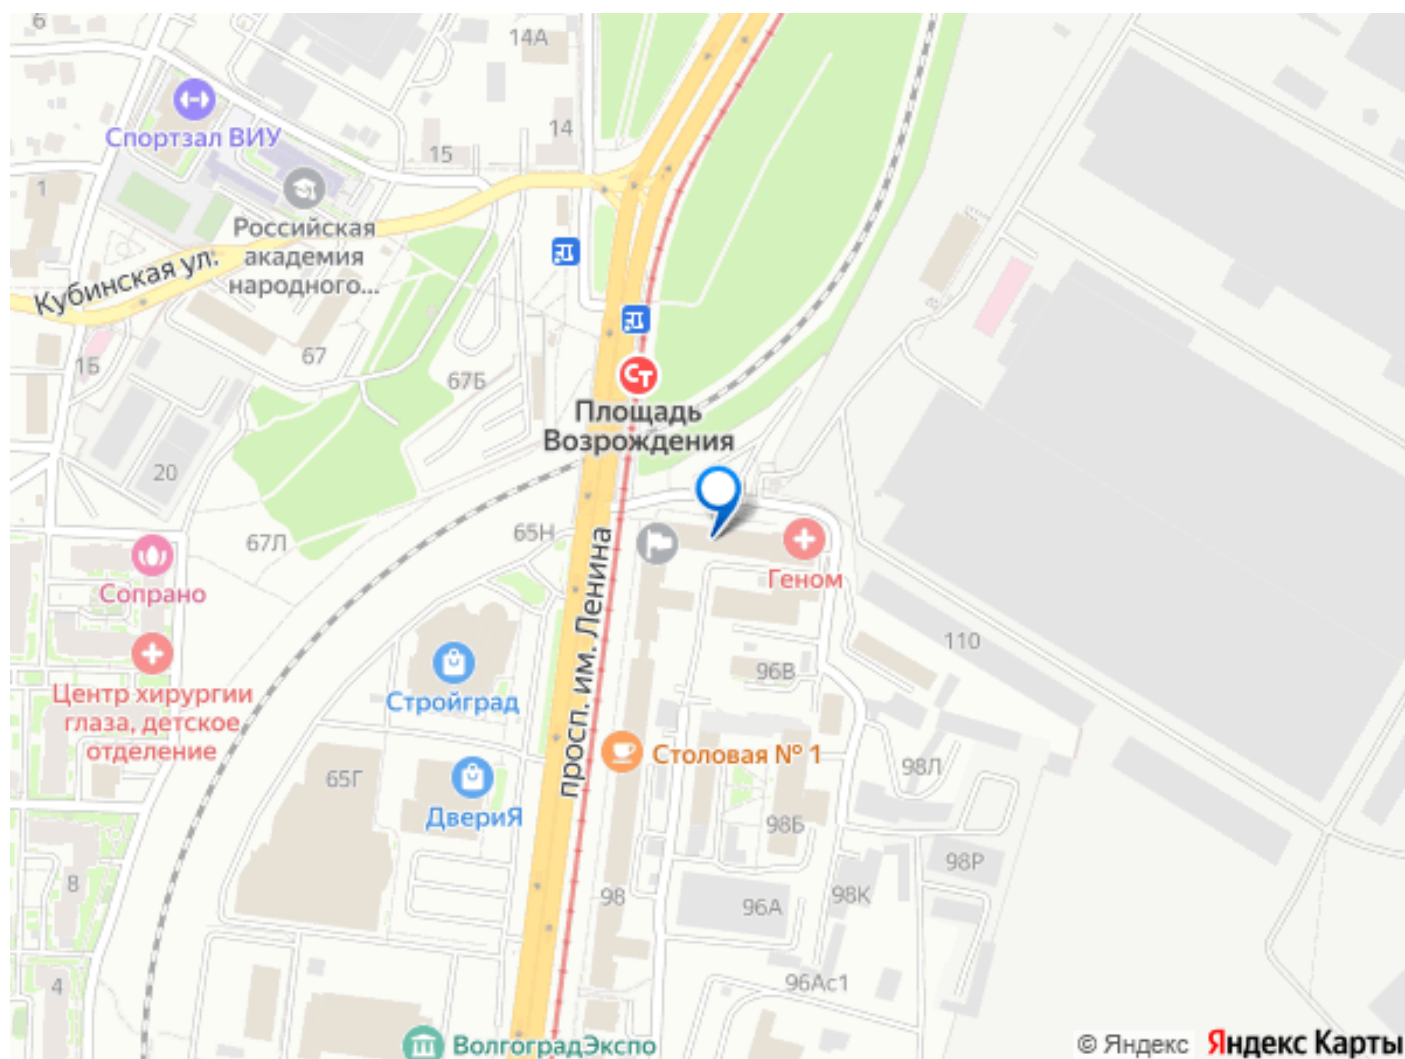 6
14А
Спортзал ВИУ
14
15
1
Российская
академия
народного...
Кубинская ул.
1Б
67
67Б
Ст
Площадь
Возрождения
20
67Л
65Н
Сопрано
Геном
просп. им. Ленина
110
96В
Центр хирургии
глаза, детское
отделение
Стройград
Столовая № 1
98Л
65Г
ДвериЯ
98Б
98Р
8
98
96А
98К
4
96Ас1
ВолгоградЭкспо
© Яндекс Яндекс Карты